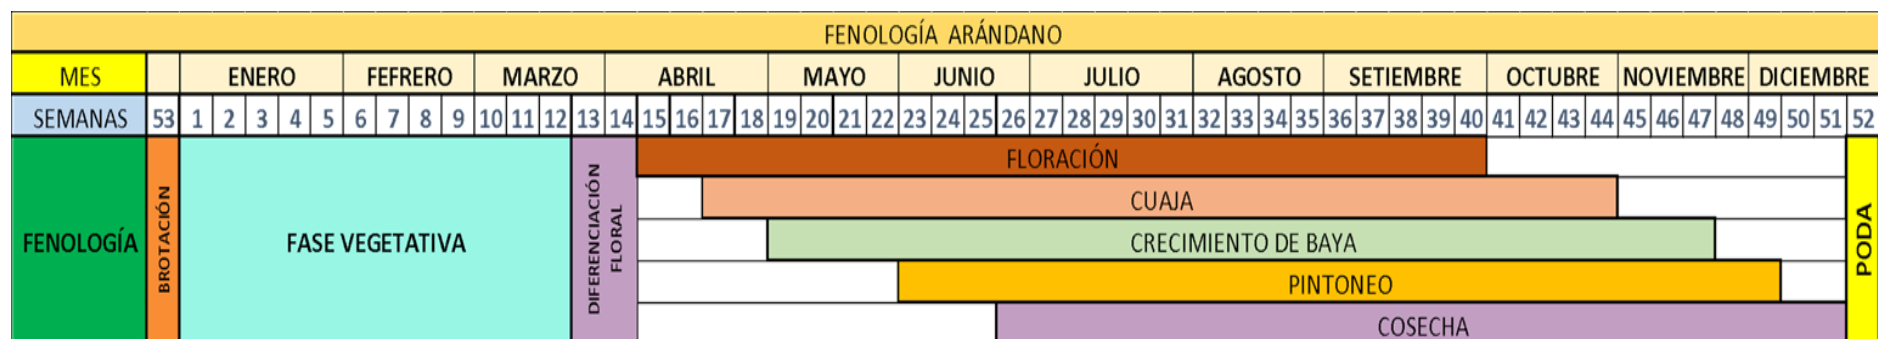 FENOLOGÍA ARÁNDANO
MES ENERO FEFRERO MARZO ABRIL MAYO JUNIO JULIO AGOSTO SETIEMBRE OCTUBRE NOVIEMBRE DICIEMBRE
SEMANAS 53 1 2 3 4 5 6 7 8 9 10 11 12 13 14 15 16 17 18 19 20 21 22 23 24 25 26 27 28 29 30 31 32 33 34 35 36 37 38 39 40 41 42 43 44 45 46 47 48 49 50 51 52
FENOLOGÍA
BROTACIÓN
FASE VEGETATIVA
DIFERENCIACIÓN
FLORAL
FLORACIÓN
CUAJA
CRECIMIENTO DE BAYA
PINTONEO
COSECHA
PODA